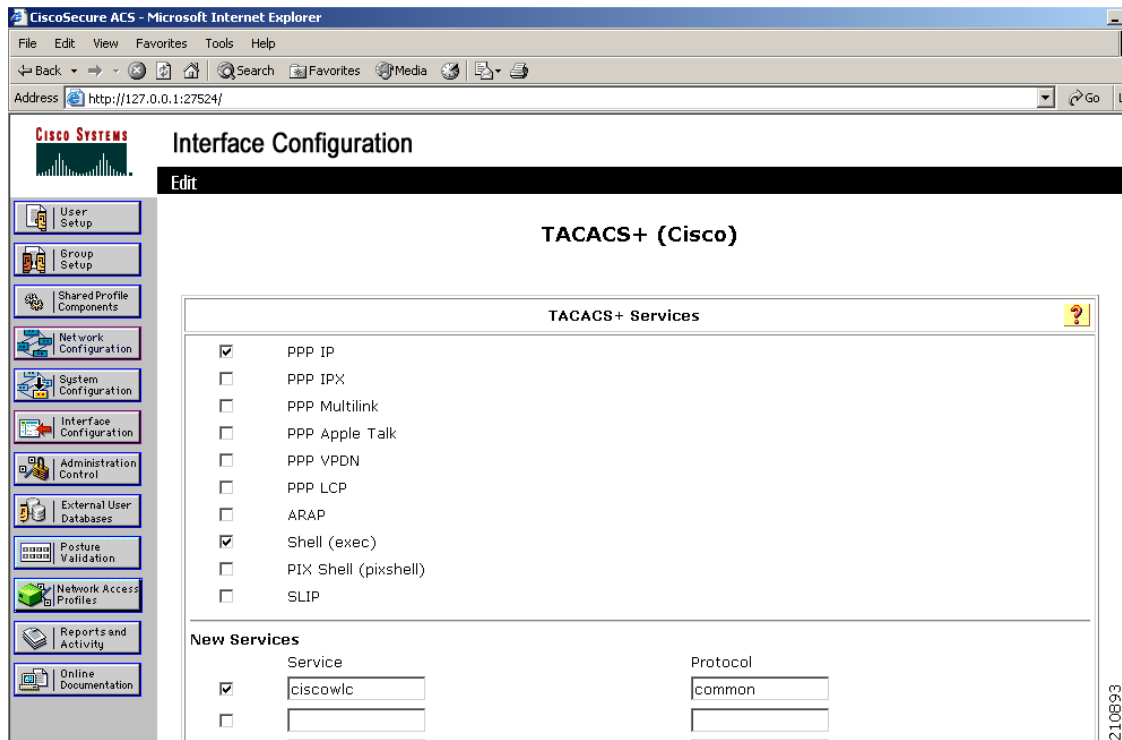 CiscoSecure ACS - Microsoft Internet Explorer
File Edit View Favorites Tools Help
Back Search Favorites Media
Address http://127.0.0.1:27524/ Go
CISCO SYSTEMS
Interface Configuration
Edit
User
Setup
Group
Setup
Shared Profile
Components
Network
Configuration
System
Configuration
Interface
Configuration
Administration
Control
External User
Databases
Posture
Validation
Network Access
Profiles
Reports and
Activity
Online
Documentation
TACACS+ (Cisco)
TACACS+ Services ?
PPP IP
PPP IPX
PPP Multilink
PPP Apple Talk
PPP VPDN
PPP LCP
ARAP
Shell (exec)
PIX Shell (pixshell)
SLIP
New Services
Service Protocol
ciscowlc common
210893